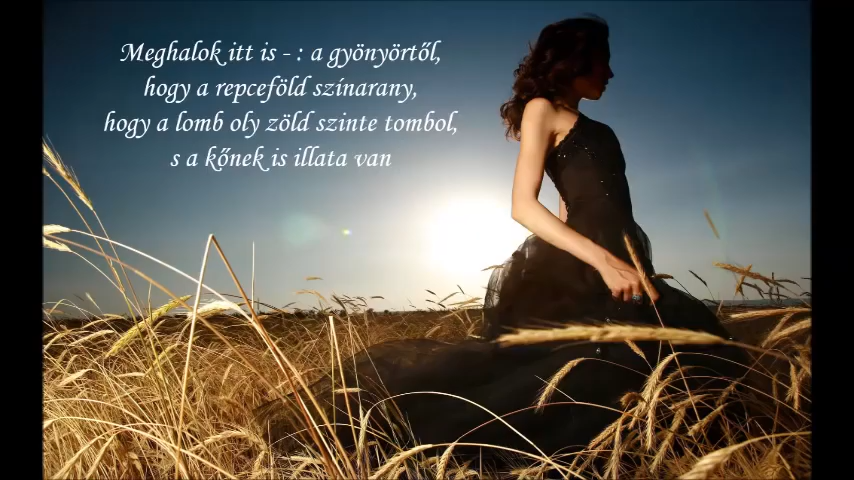 Meghalok itt is - : a gyönyörtől,
hogy a repceföld színarany,
hogy a lomb oly zöld szinte tombol,
s a kőnek is illata van